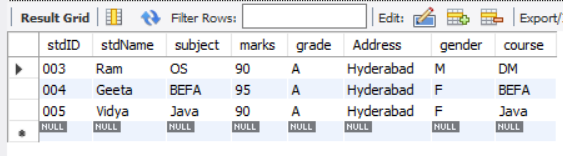 Result Grid Filter Rows: Edit: Export/
stdID stdName subject marks grade Address gender course
003 Ram OS 90 A Hyderabad M DM
004 Geeta BEFA 95 A Hyderabad F BEFA
005 Vidya Java 90 A Hyderabad F Java
NULL NULL NULL NULL NULL NULL NULL NULL